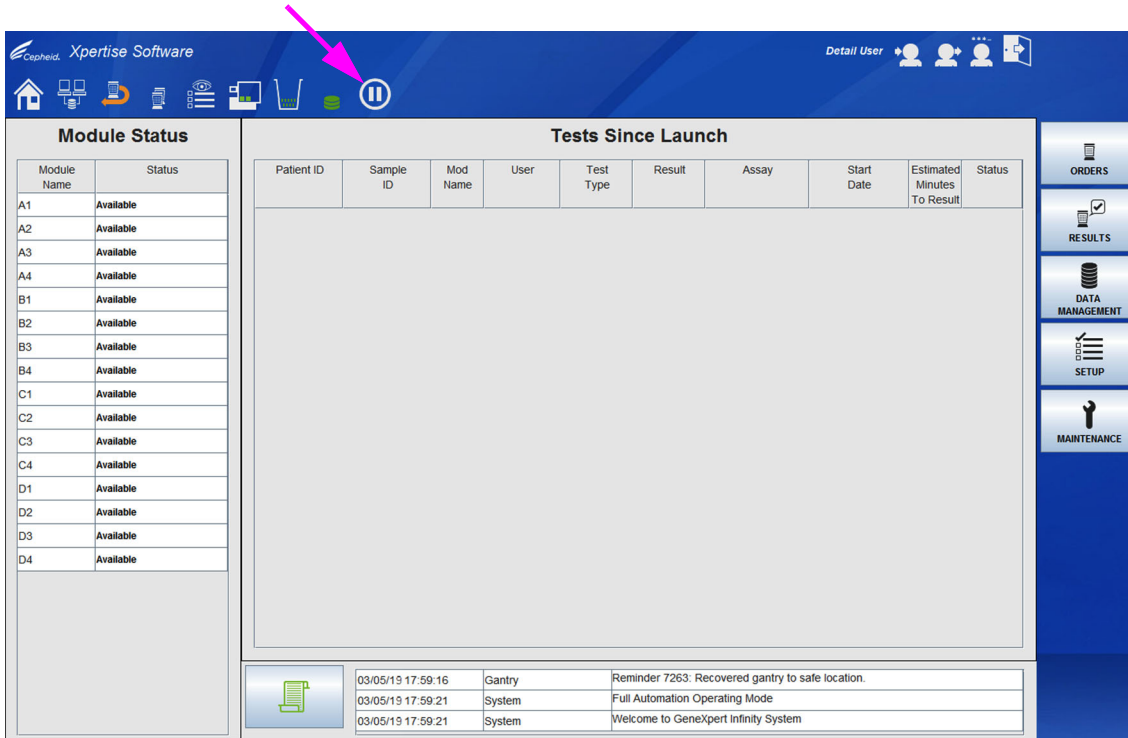 Cepheid. Xpertise Software
Detail User
Module Status
Module Name
Status
A1 Available
A2 Available
A3 Available
A4 Available
B1 Available
B2 Available
B3 Available
B4 Available
C1 Available
C2 Available
C3 Available
C4 Available
D1 Available
D2 Available
D3 Available
D4 Available
Tests Since Launch
Patient ID
Sample ID
Mod Name
User
Test Type
Result
Assay
Start Date
Estimated Minutes To Result
Status
03/05/19 17:59:16 Gantry Reminder 7263: Recovered gantry to safe location.
03/05/19 17:59:21 System Full Automation Operating Mode
03/05/19 17:59:21 System Welcome to GeneXpert Infinity System
ORDERS
RESULTS
DATA
MANAGEMENT
SETUP
MAINTENANCE